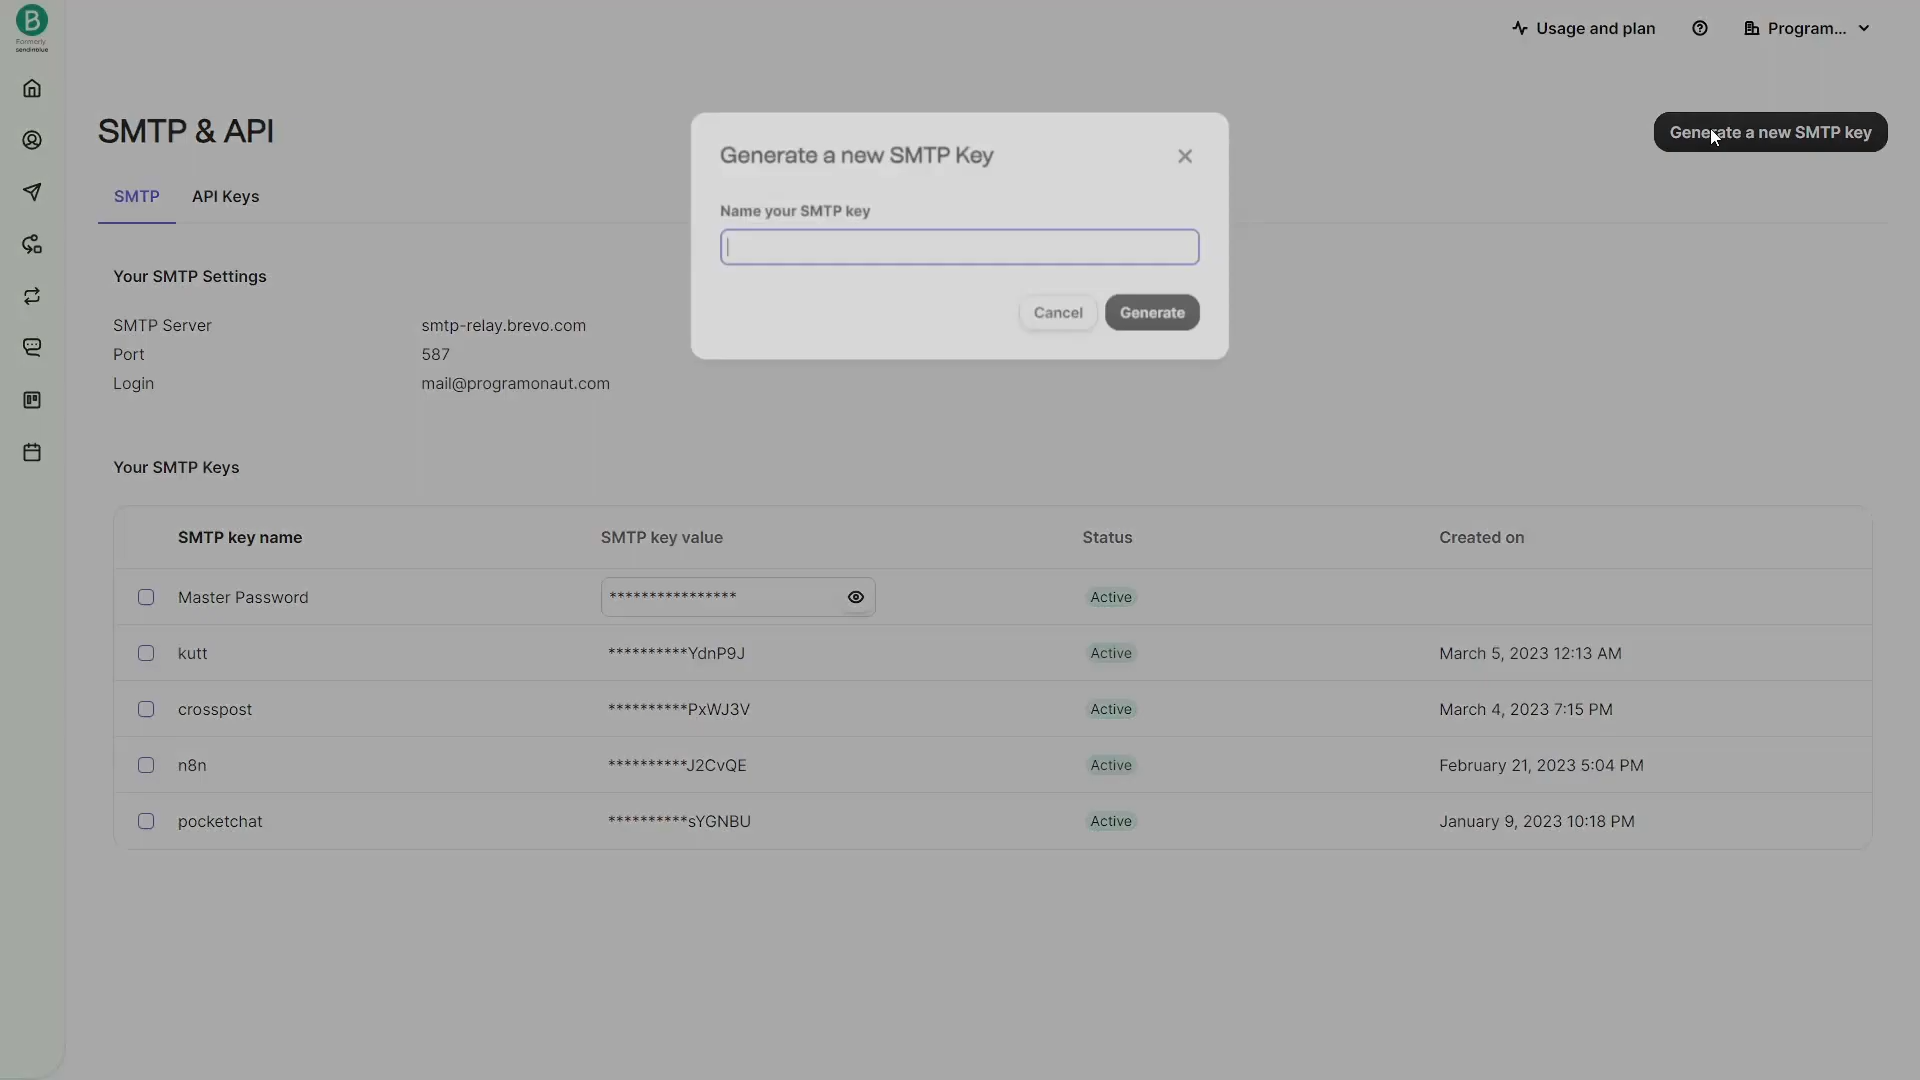 B
Formerly
sendinblue
Usage and plan
Program...
SMTP & API
Generate a new SMTP key
SMTP
API Keys
Generate a new SMTP Key
Name your SMTP key
Cancel
Generate
Your SMTP Settings
SMTP Server
smtp-relay.brevo.com
Port
587
Login
mail@programonaut.com
Your SMTP Keys
SMTP key name
SMTP key value
Status
Created on
Master Password
****************
Active
kutt
**********YdnP9J
Active
March 5, 2023 12:13 AM
crosspost
**********PxWJ3V
Active
March 4, 2023 7:15 PM
n8n
**********J2CvQE
Active
February 21, 2023 5:04 PM
pocketchat
**********sYGNBU
Active
January 9, 2023 10:18 PM